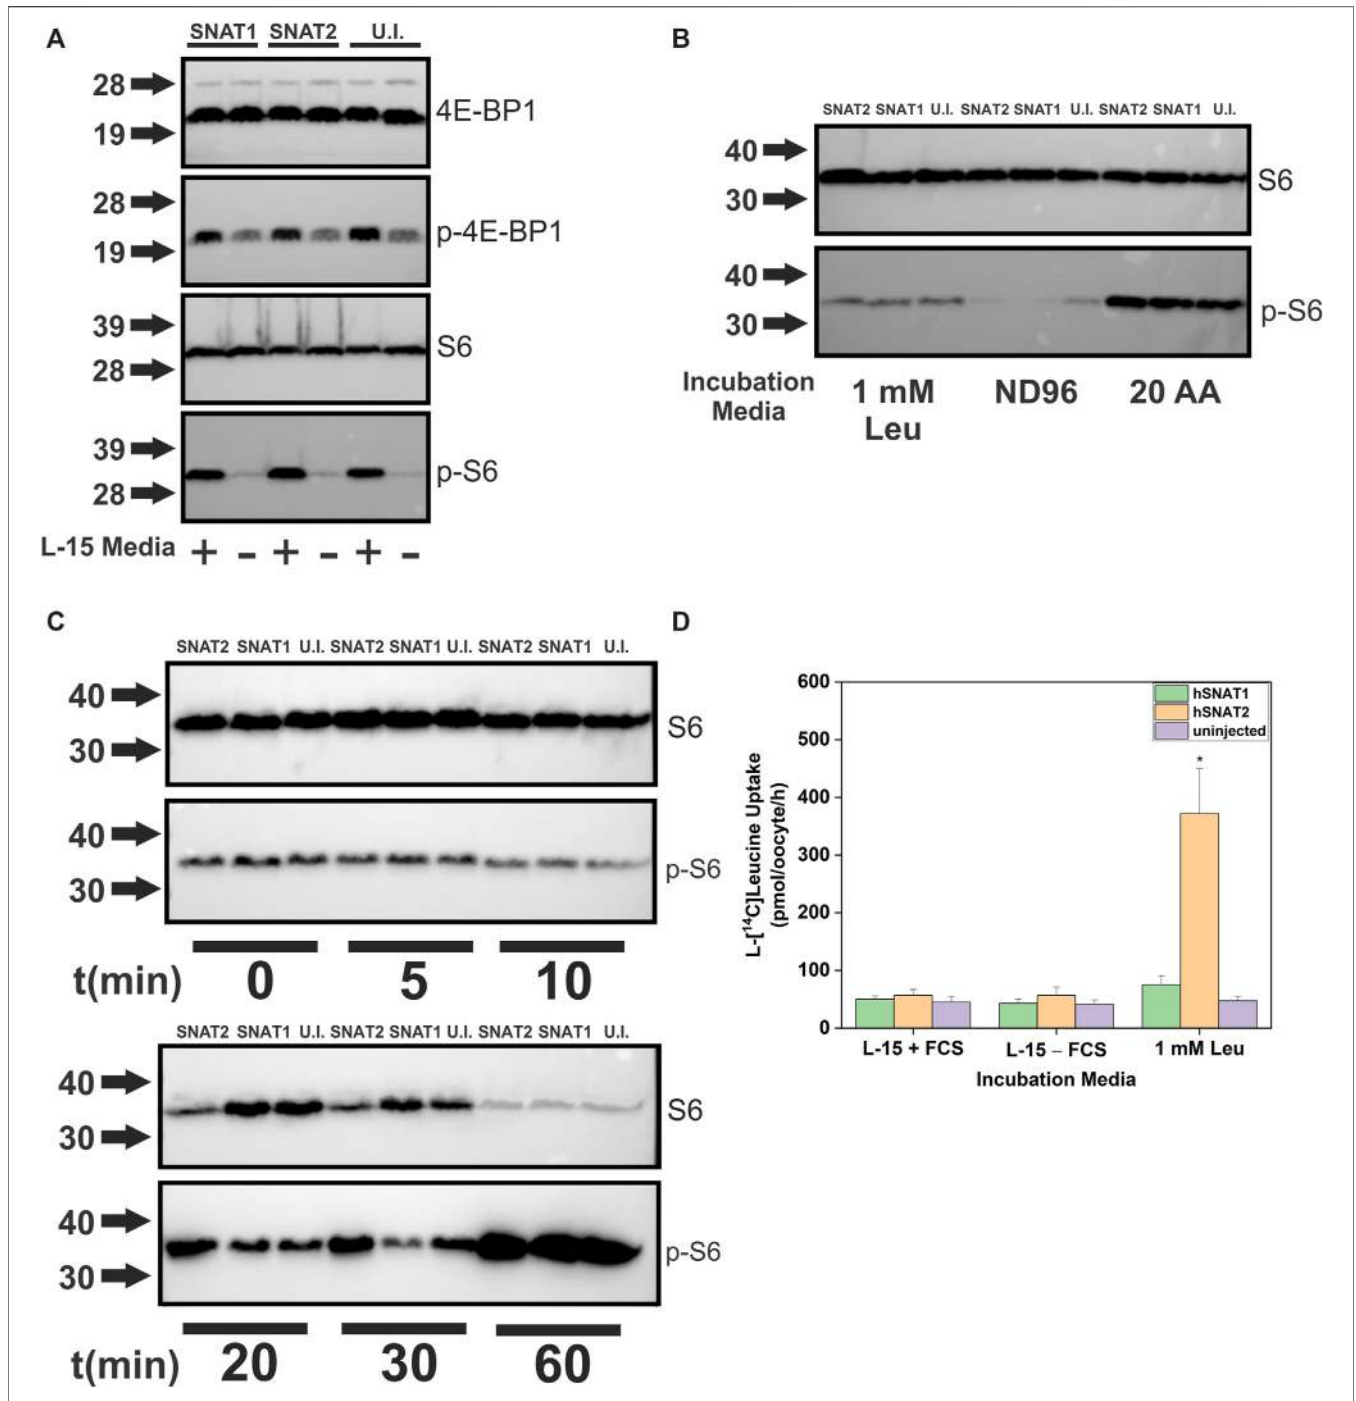 A
SNAT1 SNAT2 U.I.
28
19
4E-BP1
28
19
p-4E-BP1
39
28
S6
39
28
p-S6
L-15 Media + - + - + -
B
SNAT2 SNAT1 U.I. SNAT2 SNAT1 U.I. SNAT2 SNAT1 U.I.
40
30
S6
40
30
p-S6
Incubation
Media
1 mM
Leu
ND96
20 AA
C
SNAT2 SNAT1 U.I. SNAT2 SNAT1 U.I. SNAT2 SNAT1 U.I.
40
30
S6
40
30
p-S6
t(min) 0 5 10
SNAT2 SNAT1 U.I. SNAT2 SNAT1 U.I. SNAT2 SNAT1 U.I.
40
30
S6
40
30
p-S6
t(min) 20 30 60
D
L-[¹⁴C]Leucine Uptake
(pmol/oocyte/h)
600
500
400
300
200
100
0
hSNAT1
hSNAT2
uninjected
*
L-15 + FCS L-15 – FCS 1 mM Leu
Incubation Media